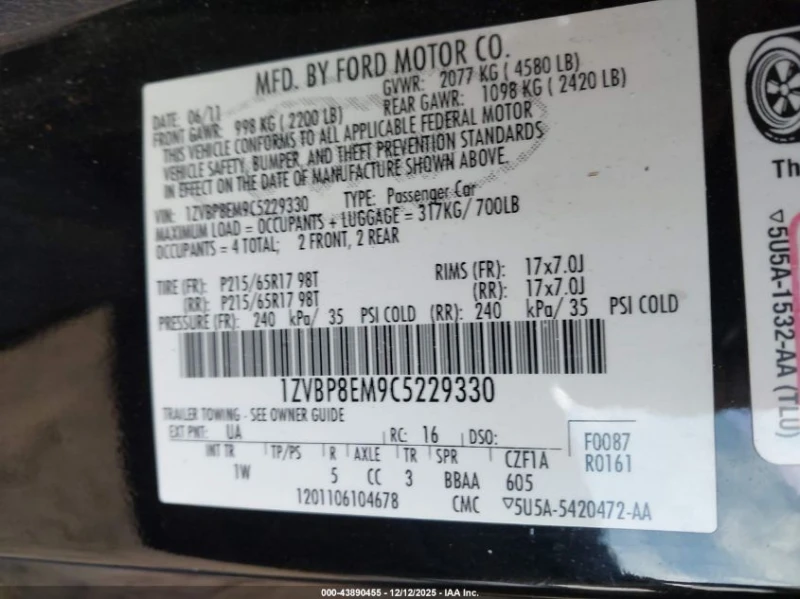 MFD. BY FORD MOTOR CO.
DATE: 06/11 GVWR: 2077 KG ( 4580 LB)
FRONT GAWR: 998 KG ( 2200 LB) REAR GAWR: 1098 KG ( 2420 LB)
THIS VEHICLE CONFORMS TO ALL APPLICABLE FEDERAL MOTOR
VEHICLE SAFETY, BUMPER, AND THEFT PREVENTION STANDARDS
IN EFFECT ON THE DATE OF MANUFACTURE SHOWN ABOVE.
VIN: 1ZVBP8EM9C5229330 TYPE: Passenger Car
MAXIMUM LOAD = OCCUPANTS + LUGGAGE = 317KG/ 700LB
OCCUPANTS = 4 TOTAL; 2 FRONT, 2 REAR
TIRE (FR): P215/65R17 98T RIMS (FR): 17x7.0J
(RR): P215/65R17 98T (RR): 17x7.0J
PRESSURE (FR): 240 kPa/ 35 PSI COLD (RR): 240 kPa/ 35 PSI COLD
1ZVBP8EM9C5229330
TRAILER TOWING - SEE OWNER GUIDE
EXT PNT: UA RC: 16 DSO: F0087
INT TR TP/PS R AXLE TR SPR CZF1A R0161
1W 5 CC 3 BBAA 605
1201106104678 CMC ▽5U5A-5420472-AA
Th
▽5U5A-1532-AA (TLU)
000-43890455 - 12/12/2025 - IAA Inc.